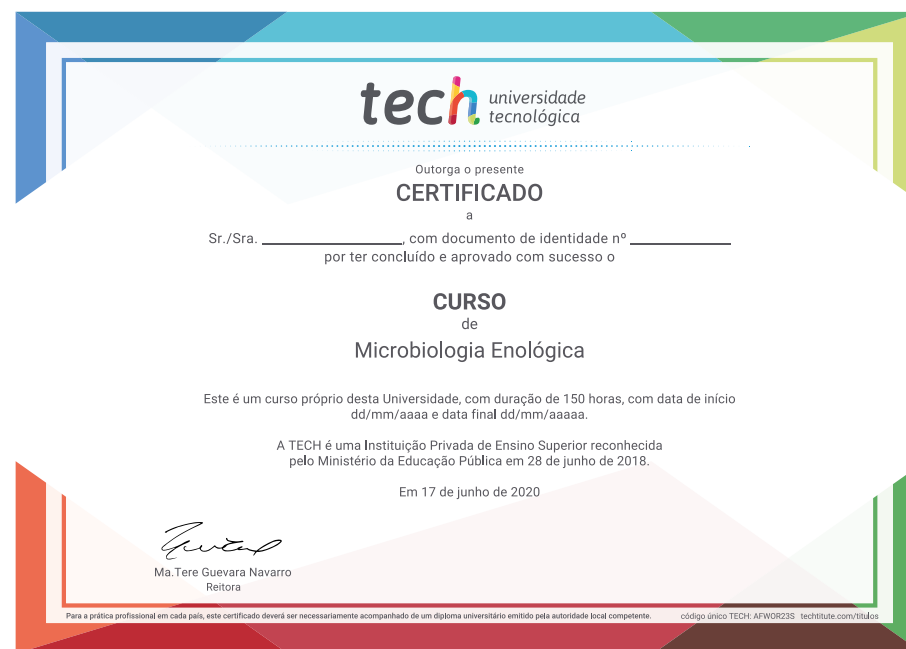 tech universidade
tecnológica
Outorga o presente
CERTIFICADO
a
Sr./Sra. ____________, com documento de identidade nº ____________
por ter concluído e aprovado com sucesso o
CURSO
de
Microbiologia Enológica
Este é um curso próprio desta Universidade, com duração de 150 horas, com data de início
dd/mm/aaaa e data final dd/mm/aaaaa.
A TECH é uma Instituição Privada de Ensino Superior reconhecida
pelo Ministério da Educação Pública em 28 de junho de 2018.
Em 17 de junho de 2020
Ma.Tere Guevara Navarro
Reitora
Para a prática profissional em cada país, este certificado deverá ser necessariamente acompanhado de um diploma universitário emitido pela autoridade local competente. código único TECH: AFWOR23S techtitute.com/titulos